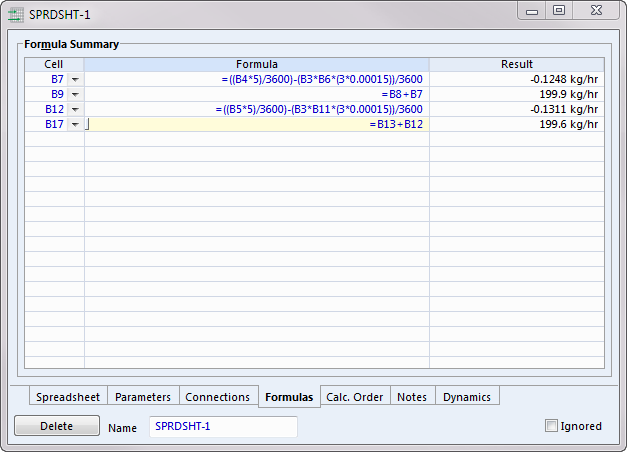 SPRDSHT-1
Formula Summary
Cell Formula Result
B7 =((B4*5)/3600)-(B3*B6*(3*0.00015))/3600 -0.1248 kg/hr
B9 =B8+B7 199.9 kg/hr
B12 =((B5*5)/3600)-(B3*B11*(3*0.00015))/3600 -0.1311 kg/hr
B17 =B13+B12 199.6 kg/hr
Spreadsheet Parameters Connections Formulas Calc. Order Notes Dynamics
Delete Name SPRDSHT-1 Ignored